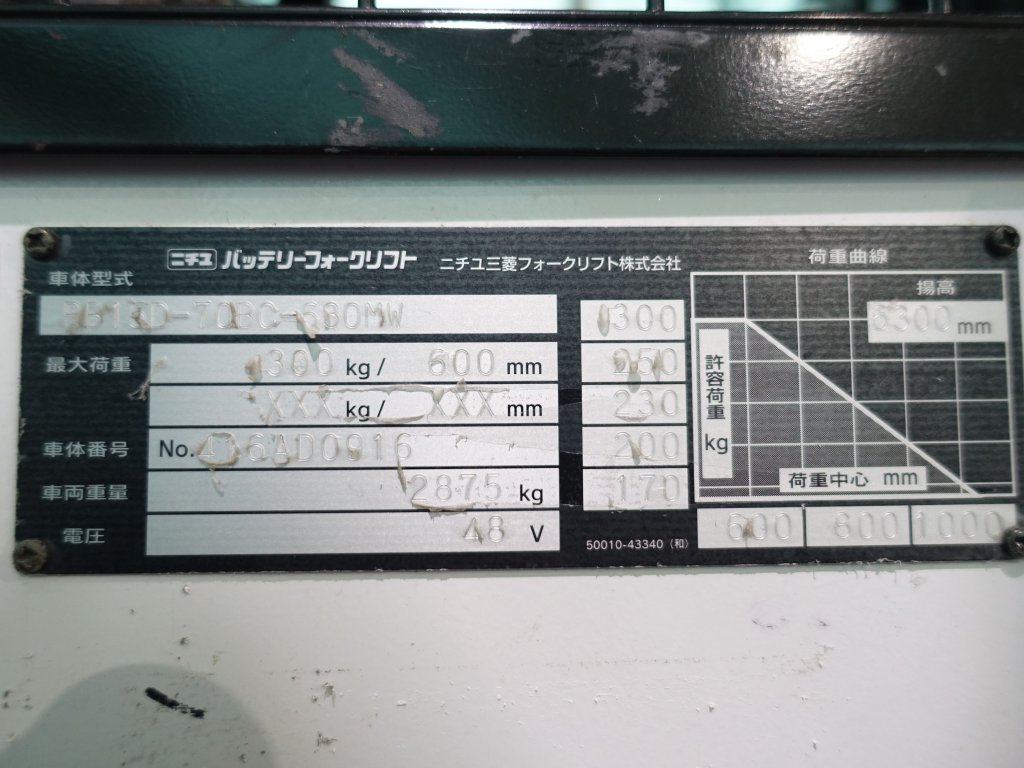 ニチユ バッテリーフォークリフト ニチユ三菱フォークリフト株式会社
車体型式
最大荷重 300 kg/ 600 mm
XXX kg/ XXX mm
車体番号 No.
車両重量 2875 kg
電圧 48 V
300
250
230
200
170
50010-43340 (和)
荷重曲線
揚高
6300 mm
許容荷重 kg
荷重中心 mm
600 800 1000